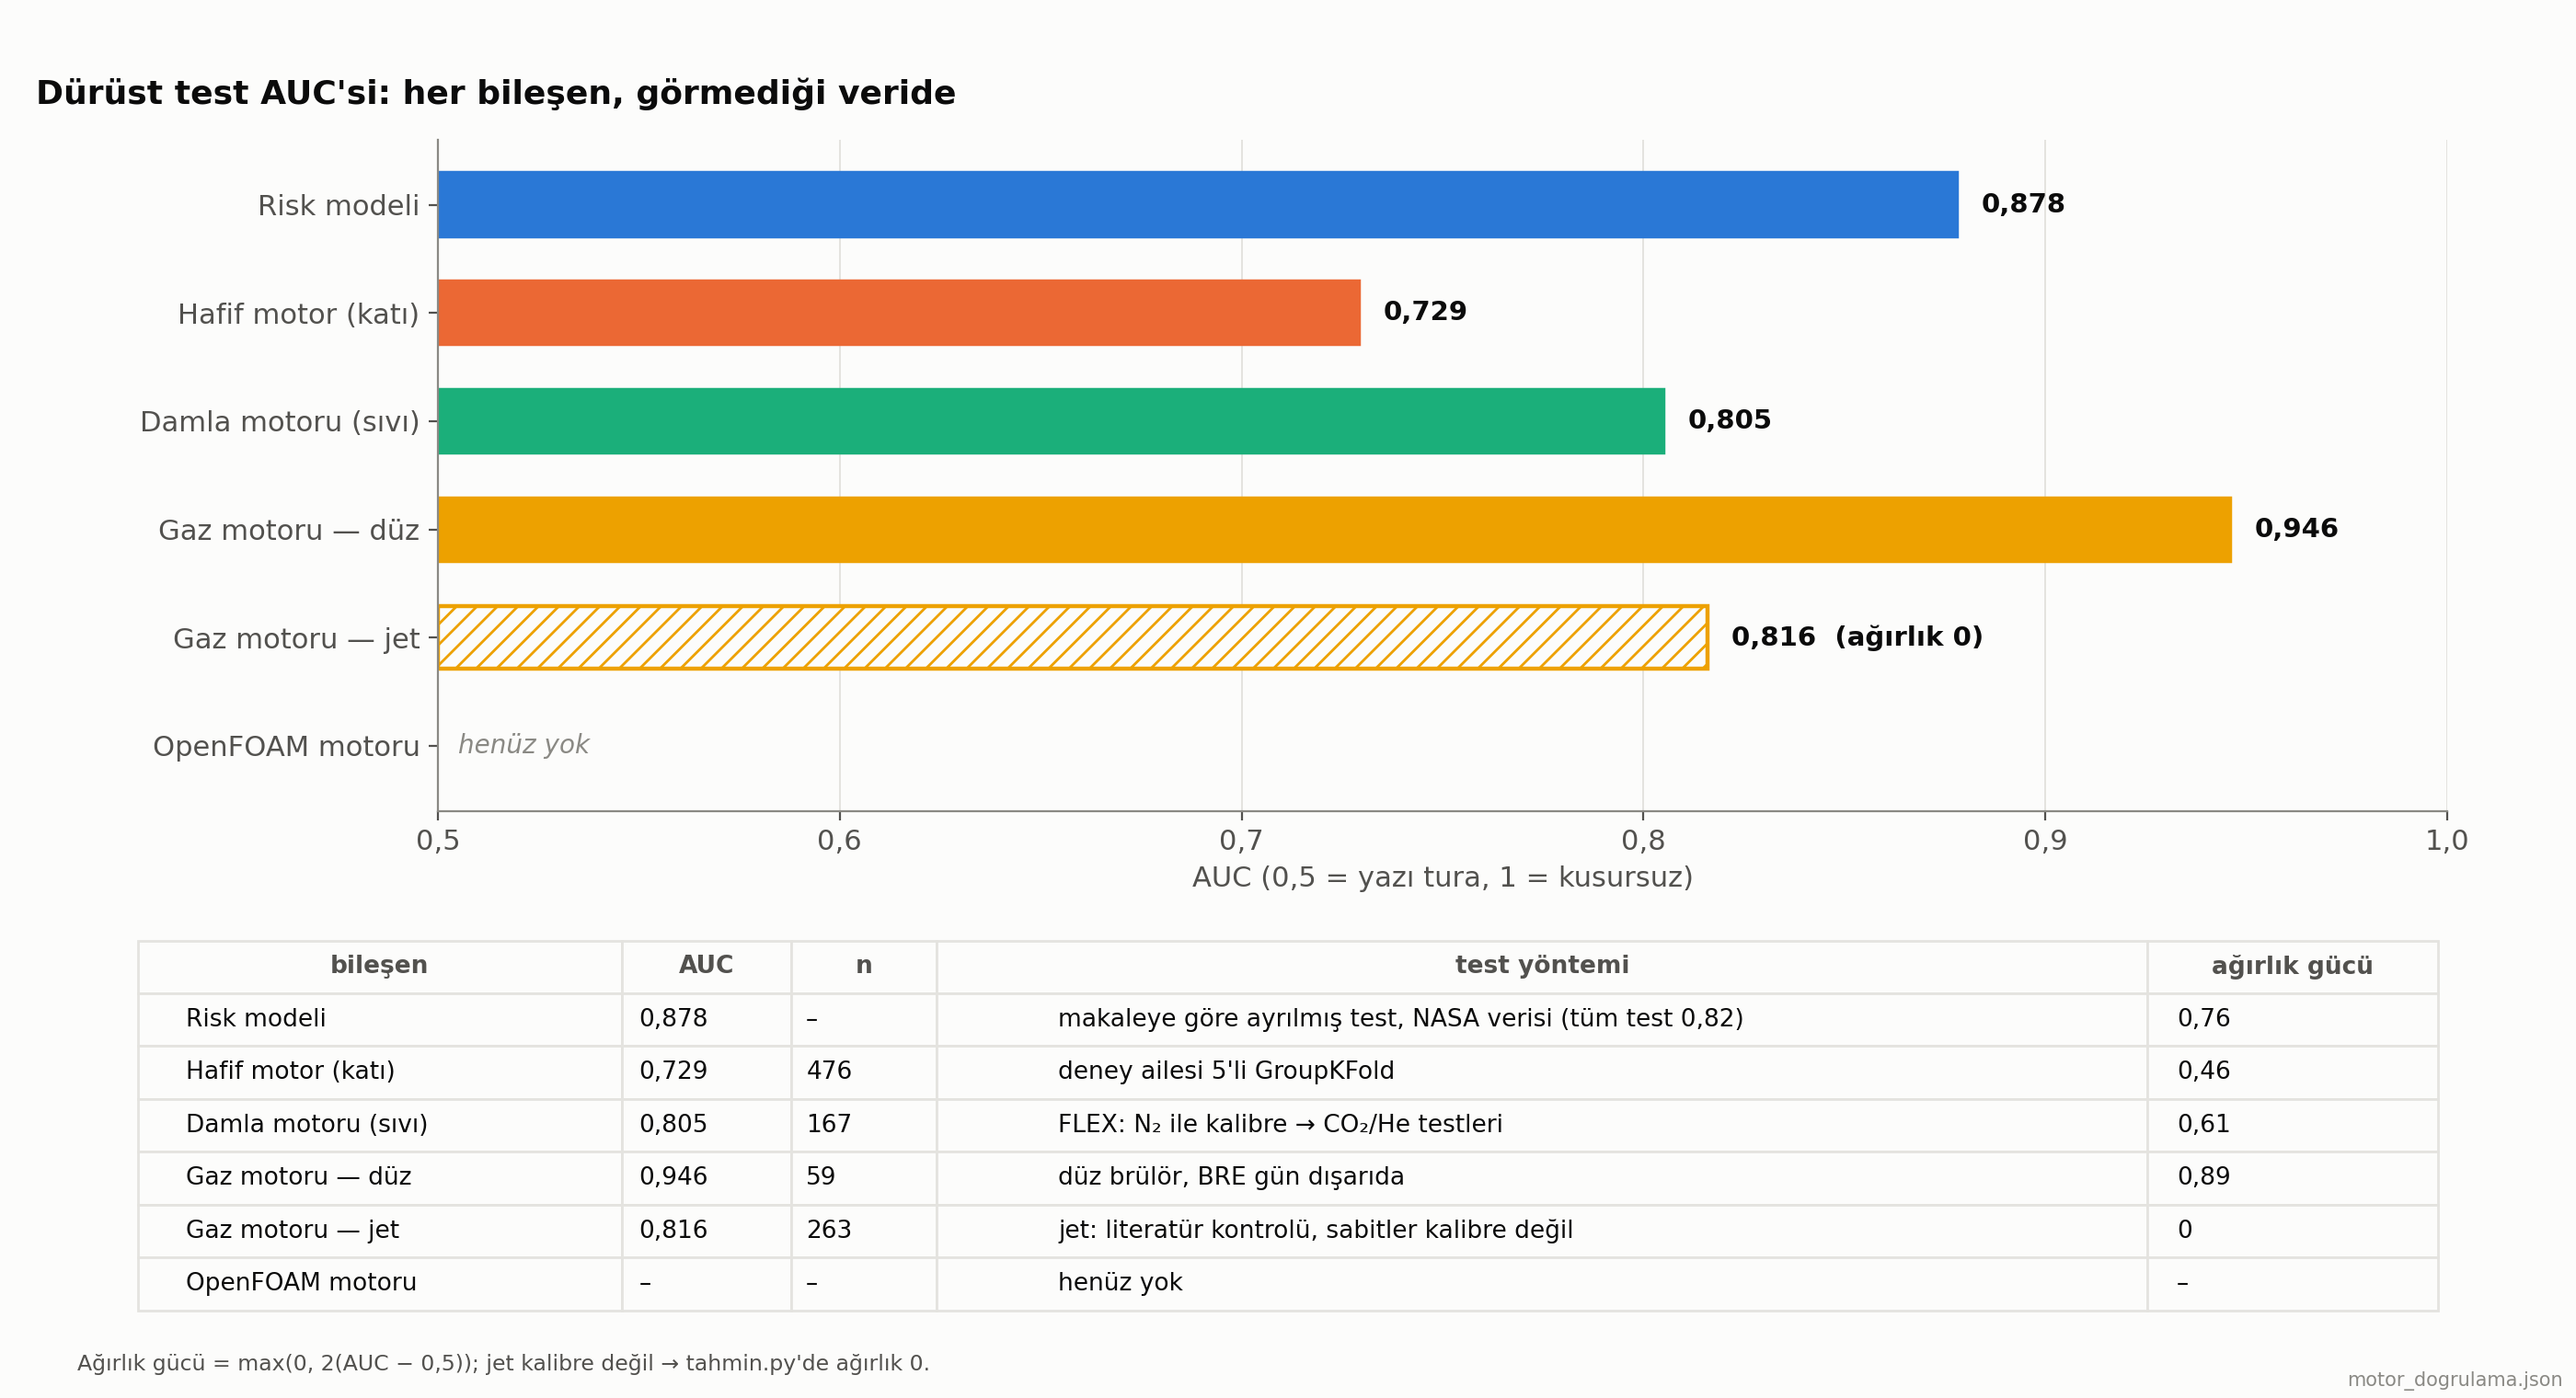 Dürüst test AUC'si: her bileşen, görmediği veride
Risk modeli
0,878
Hafif motor (katı)
0,729
Damla motoru (sıvı)
0,805
Gaz motoru — düz
0,946
Gaz motoru — jet
0,816 (ağırlık 0)
OpenFOAM motoru
henüz yok
0,5 0,6 0,7 0,8 0,9 1,0
AUC (0,5 = yazı tura, 1 = kusursuz)
bileşen AUC n test yöntemi ağırlık gücü
Risk modeli 0,878 – makaleye göre ayrılmış test, NASA verisi (tüm test 0,82) 0,76
Hafif motor (katı) 0,729 476 deney ailesi 5'li GroupKFold 0,46
Damla motoru (sıvı) 0,805 167 FLEX: N₂ ile kalibre → CO₂/He testleri 0,61
Gaz motoru — düz 0,946 59 düz brülör, BRE gün dışarıda 0,89
Gaz motoru — jet 0,816 263 jet: literatür kontrolü, sabitler kalibre değil 0
OpenFOAM motoru – – henüz yok –
Ağırlık gücü = max(0, 2(AUC − 0,5)); jet kalibre değil → tahmin.py'de ağırlık 0.
motor_dogrulama.json